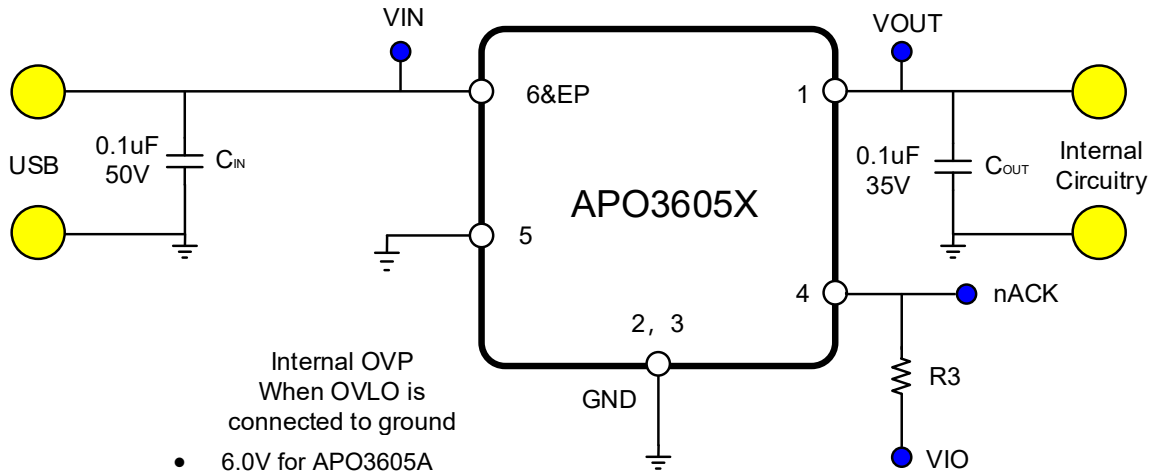 VIN
VOUT
6&EP
1
0.1uF
50V
CIN
USB
0.1uF
35V
COUT
Internal
Circuitry
APO3605X
5
4
nACK
2, 3
GND
R3
VIO
Internal OVP
When OVLO is
connected to ground
• 6.0V for APO3605A